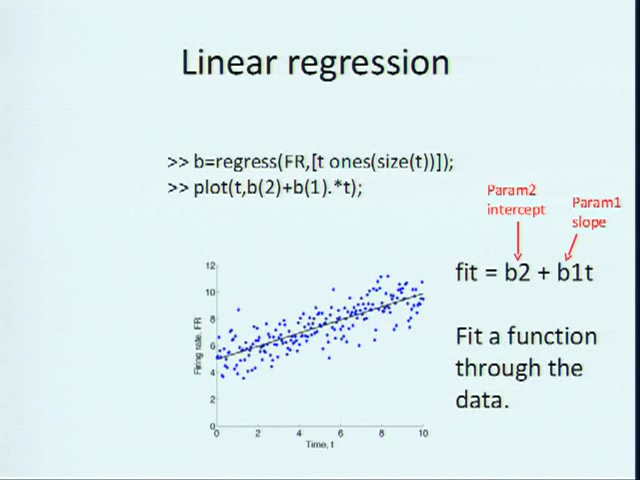 Linear regression
>> b=regress(FR,[t ones(size(t))]);
>> plot(t,b(2)+b(1).*t);
Param2
intercept
Param1
slope
fit = b2 + b1t
Fit a function
through the
data.
12
10
8
6
4
2
0
Firing rate, FR
0 2 4 6 8 10
Time, t